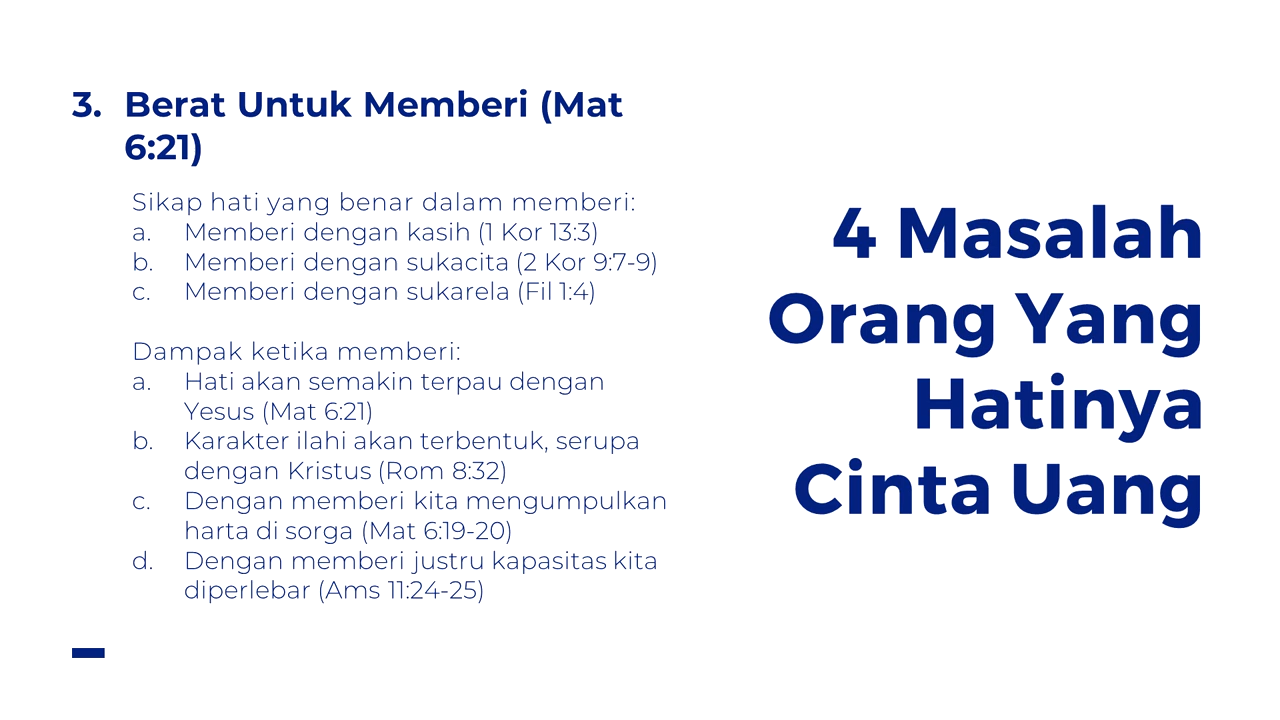 3. Berat Untuk Memberi (Mat
6:21)
Sikap hati yang benar dalam memberi:
a. Memberi dengan kasih (1 Kor 13:3)
b. Memberi dengan sukacita (2 Kor 9:7-9)
c. Memberi dengan sukarela (Fil 1:4)
Dampak ketika memberi:
a. Hati akan semakin terpau dengan
Yesus (Mat 6:21)
b. Karakter ilahi akan terbentuk, serupa
dengan Kristus (Rom 8:32)
c. Dengan memberi kita mengumpulkan
harta di sorga (Mat 6:19-20)
d. Dengan memberi justru kapasitas kita
diperlebar (Ams 11:24-25)
4 Masalah
Orang Yang
Hatinya
Cinta Uang